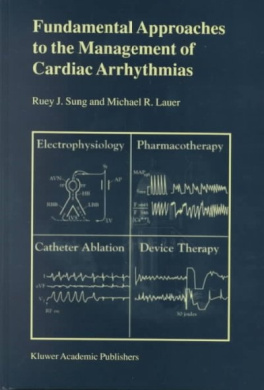 Fundamental Approaches
to the Management of
Cardiac Arrhythmias
Ruey J. Sung and Michael R. Lauer
Electrophysiology
Pharmacotherapy
Catheter Ablation
Device Therapy
Kluwer Academic Publishers